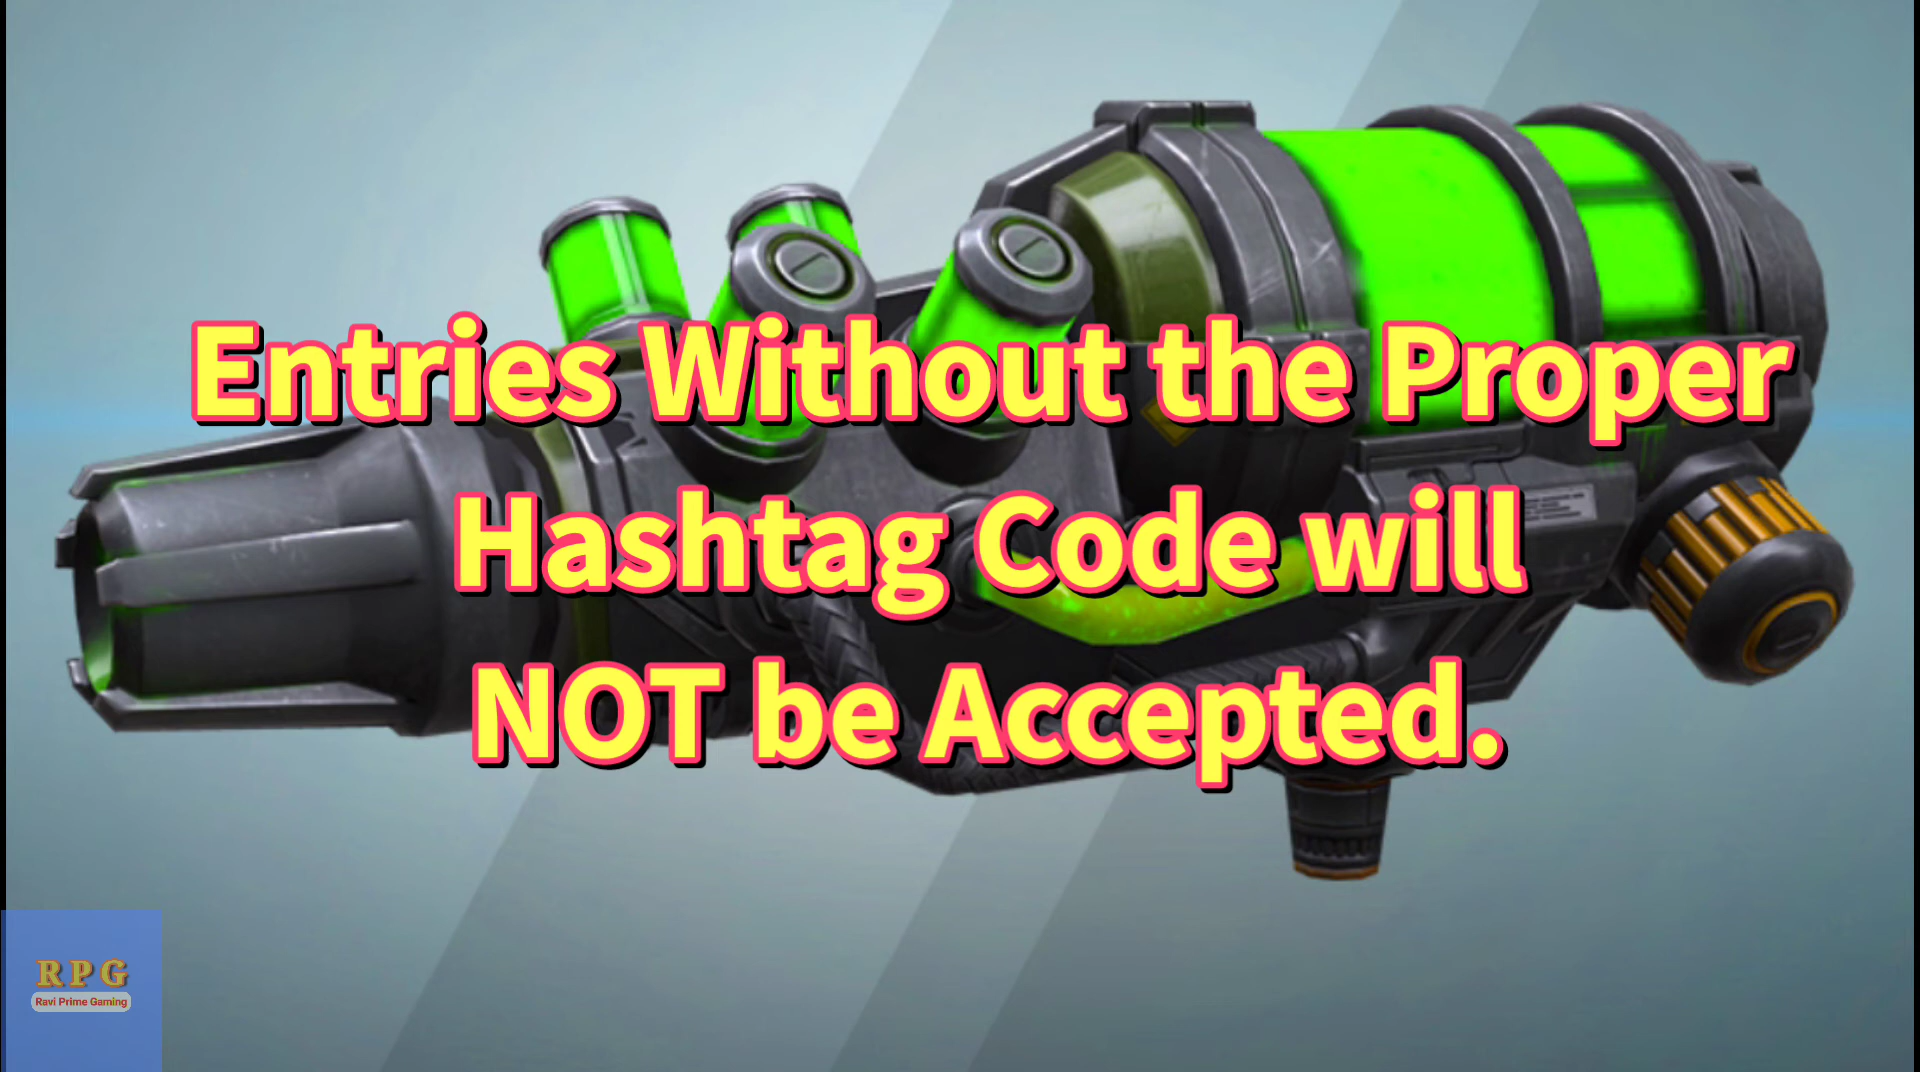 Entries Without the Proper
Hashtag Code will
NOT be Accepted.
RPG
Ravi Prime Gaming